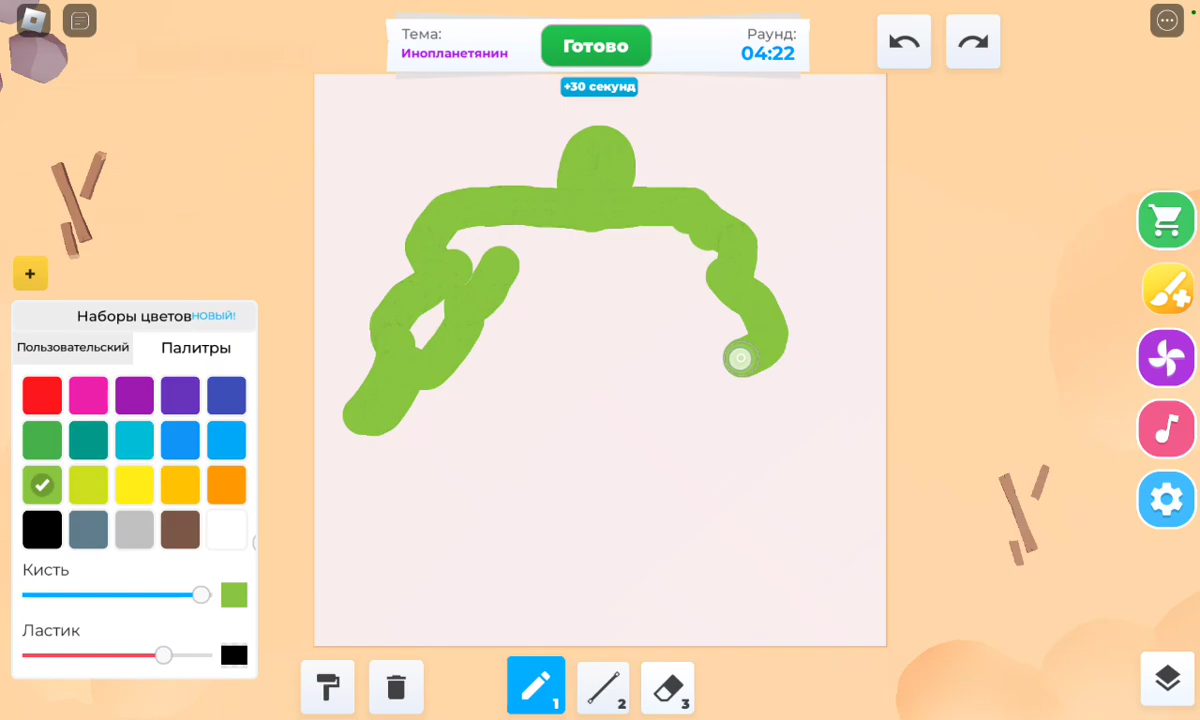 Тема:
Инопланетянин
Готово
Раунд:
04:22
+30 секунд
+
Наборы цветов НОВЫЙ!
Пользовательский
Палитры
Кисть
Ластик
1
2
3